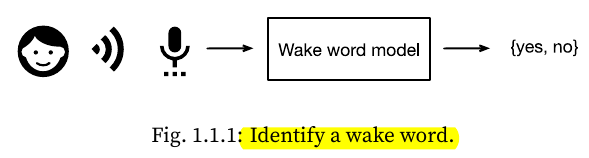 Wake word model
{yes, no}
Fig. 1.1.1: Identify a wake word.